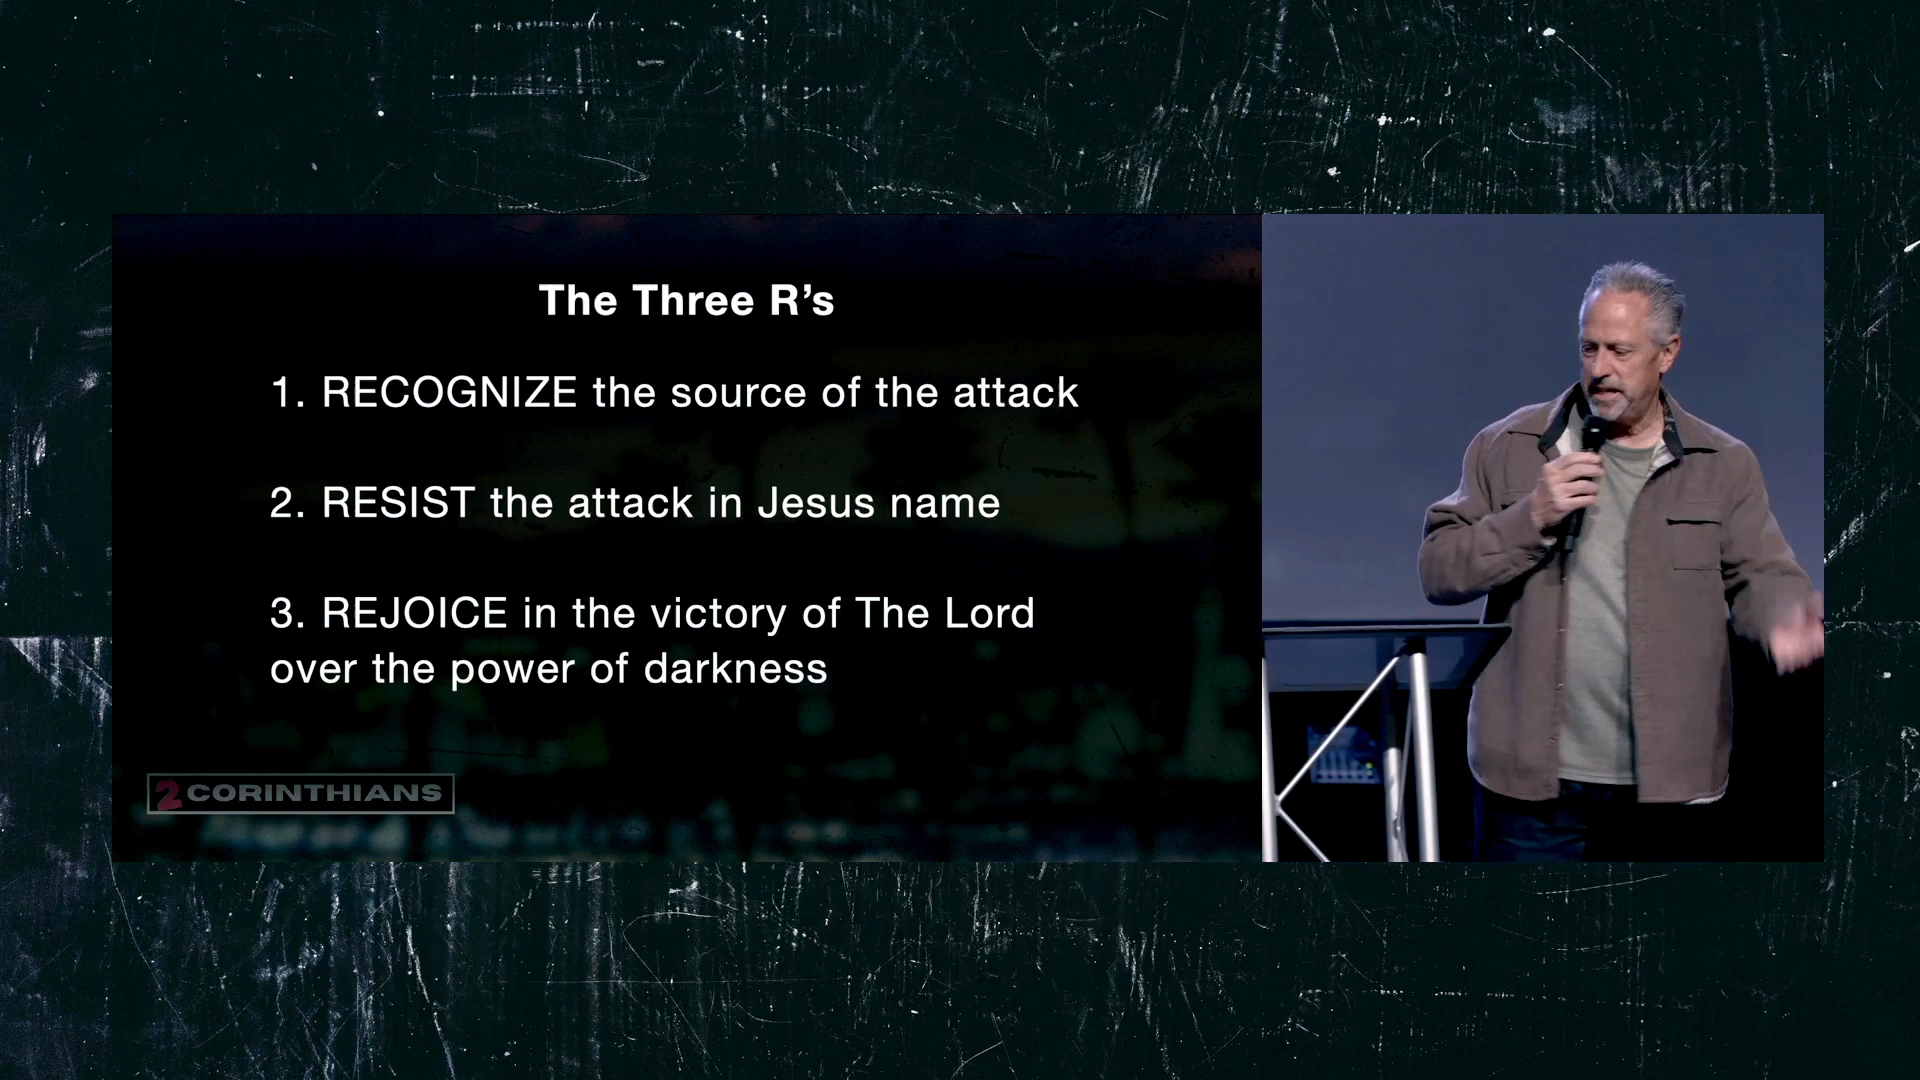 The Three R’s
1. RECOGNIZE the source of the attack
2. RESIST the attack in Jesus name
3. REJOICE in the victory of The Lord
over the power of darkness
2 CORINTHIANS